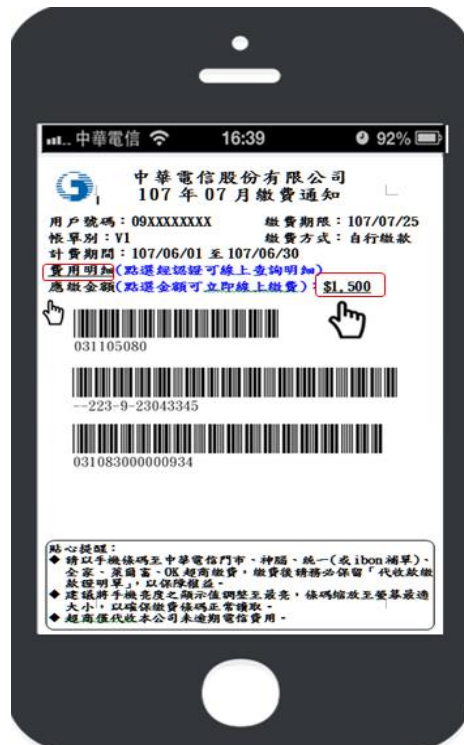 中華電信 16:39 92%
中華電信股份有限公司
107 年 07 月繳費通知
用戶號碼：09XXXXXXXX 繳費期限：107/07/25
帳單別：V1 繳費方式：自行繳款
計費期間：107/06/01 至 107/06/30
費用明細(點選經認證可線上查詢明細)
應繳金額(點選金額可立即線上繳費)：$1,500
031105080
--223-9-23043345
031083000000934
貼心提醒：
◆ 請以手機條碼至中華電信門市、神腦、統一(或 ibon 補單)、
全家、萊爾富、OK 超商繳費，繳費後請務必保留「代收款繳
款證明單」，以保障權益。
◆ 建議將手機亮度之顯示值調整至最亮，條碼縮放至螢幕最適
大小，以確保繳費條碼正常讀取。
◆ 超商僅代收本公司未逾期電信費用。